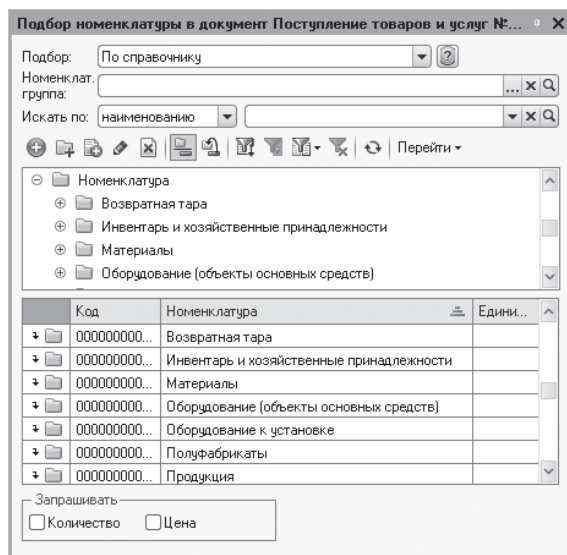 Подбор номенклатуры в документ Поступление товаров и услуг №...
Подбор: По справочнику
Номенклат. группа:
Искать по: наименованию
Перейти
Номенклатура
Возвратная тара
Инвентарь и хозяйственные принадлежности
Материалы
Оборудование (объекты основных средств)
Код Номенклатура Едини...
000000000... Возвратная тара
000000000... Инвентарь и хозяйственные принадлежности
000000000... Материалы
000000000... Оборудование (объекты основных средств)
000000000... Оборудование к установке
000000000... Полуфабрикаты
000000000... Продукция
Запрашивать
Количество Цена